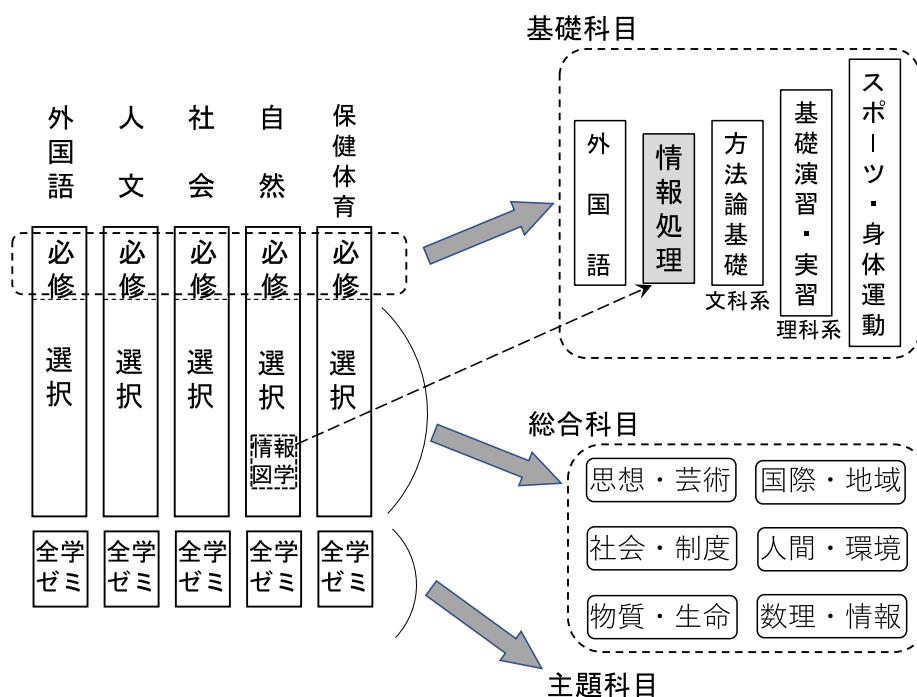 外国語
人文
社会
自然
保健体育
必修
必修
必修
必修
必修
選択
選択
選択
選択
選択
情報
図学
全学
ゼミ
全学
ゼミ
全学
ゼミ
全学
ゼミ
全学
ゼミ
基礎科目
外国語
情報処理
方法論基礎
文科系
基礎演習・実習
理科系
スポーツ・身体運動
総合科目
思想・芸術
国際・地域
社会・制度
人間・環境
物質・生命
数理・情報
主題科目